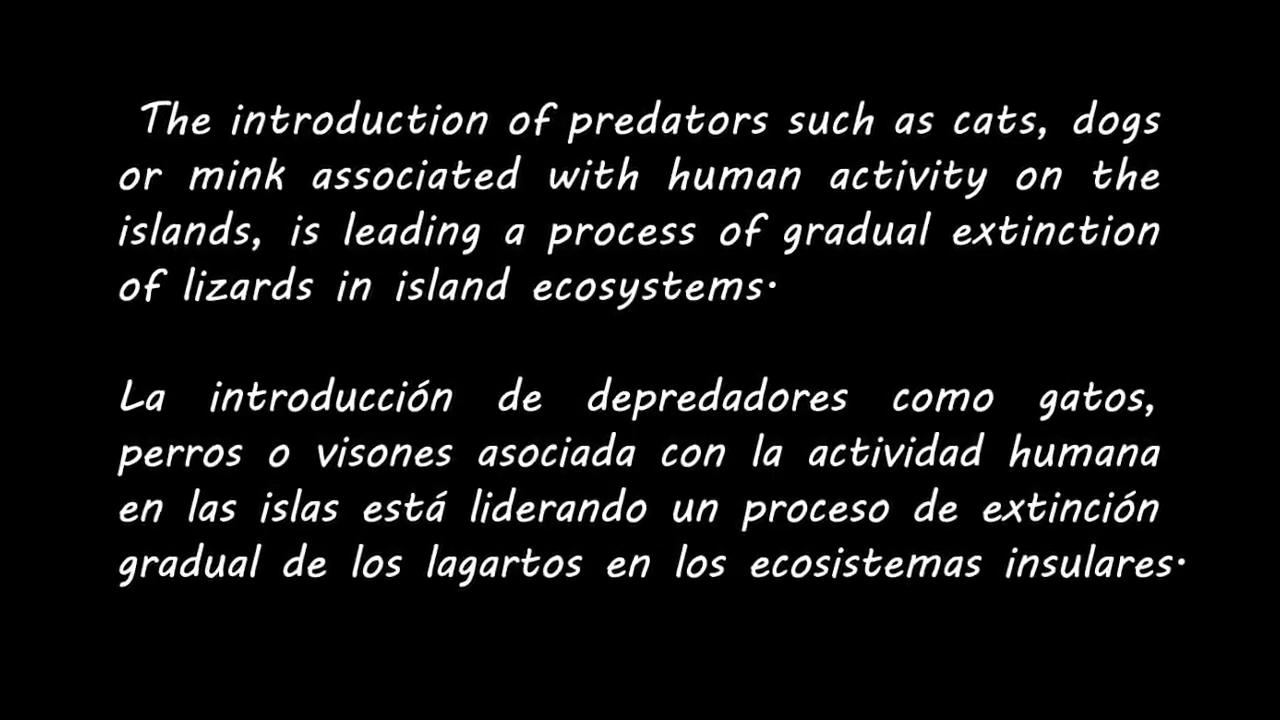 The introduction of predators such as cats, dogs
or mink associated with human activity on the
islands, is leading a process of gradual extinction
of lizards in island ecosystems.
La introducción de depredadores como gatos,
perros o visones asociada con la actividad humana
en las islas está liderando un proceso de extinción
gradual de los lagartos en los ecosistemas insulares.